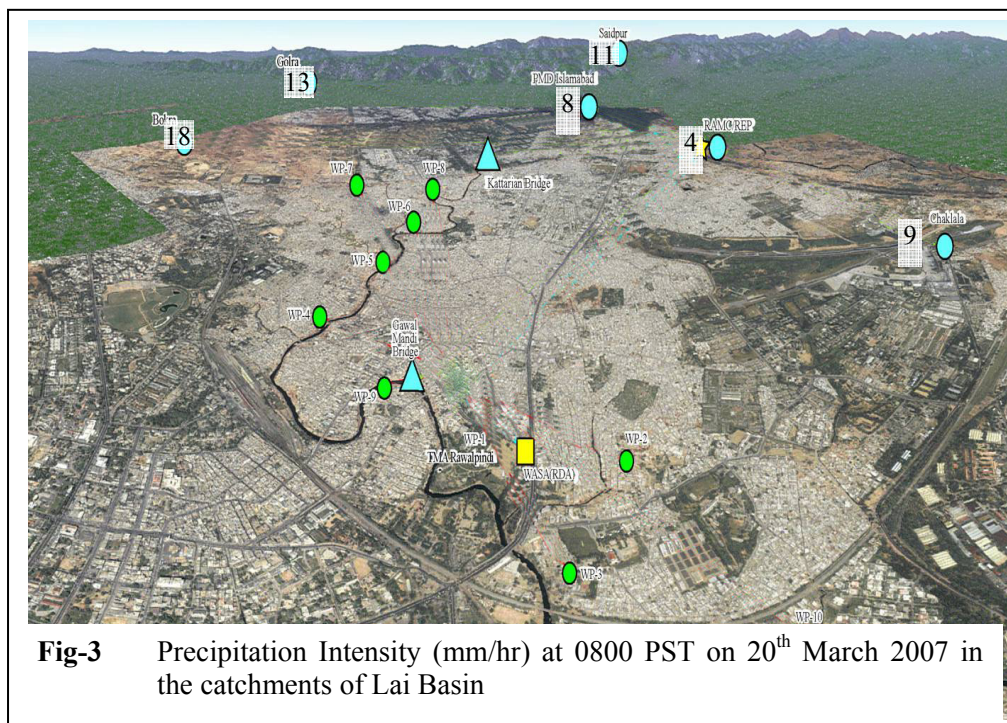 Saidpur
11
Golra
13
PMD Islamabad
8
18
4
RAMC REP
WP-7
WP-8
Kattarian Bridge
WP-6
Chaklala
9
WP-5
WP-4
Gawal
Mandi
Bridge
WP-9
WP-1
TMA Rawalpindi
WP-2
WASA(RDA)
WP-3
WP-10
Fig-3 Precipitation Intensity (mm/hr) at 0800 PST on 20th March 2007 in
the catchments of Lai Basin